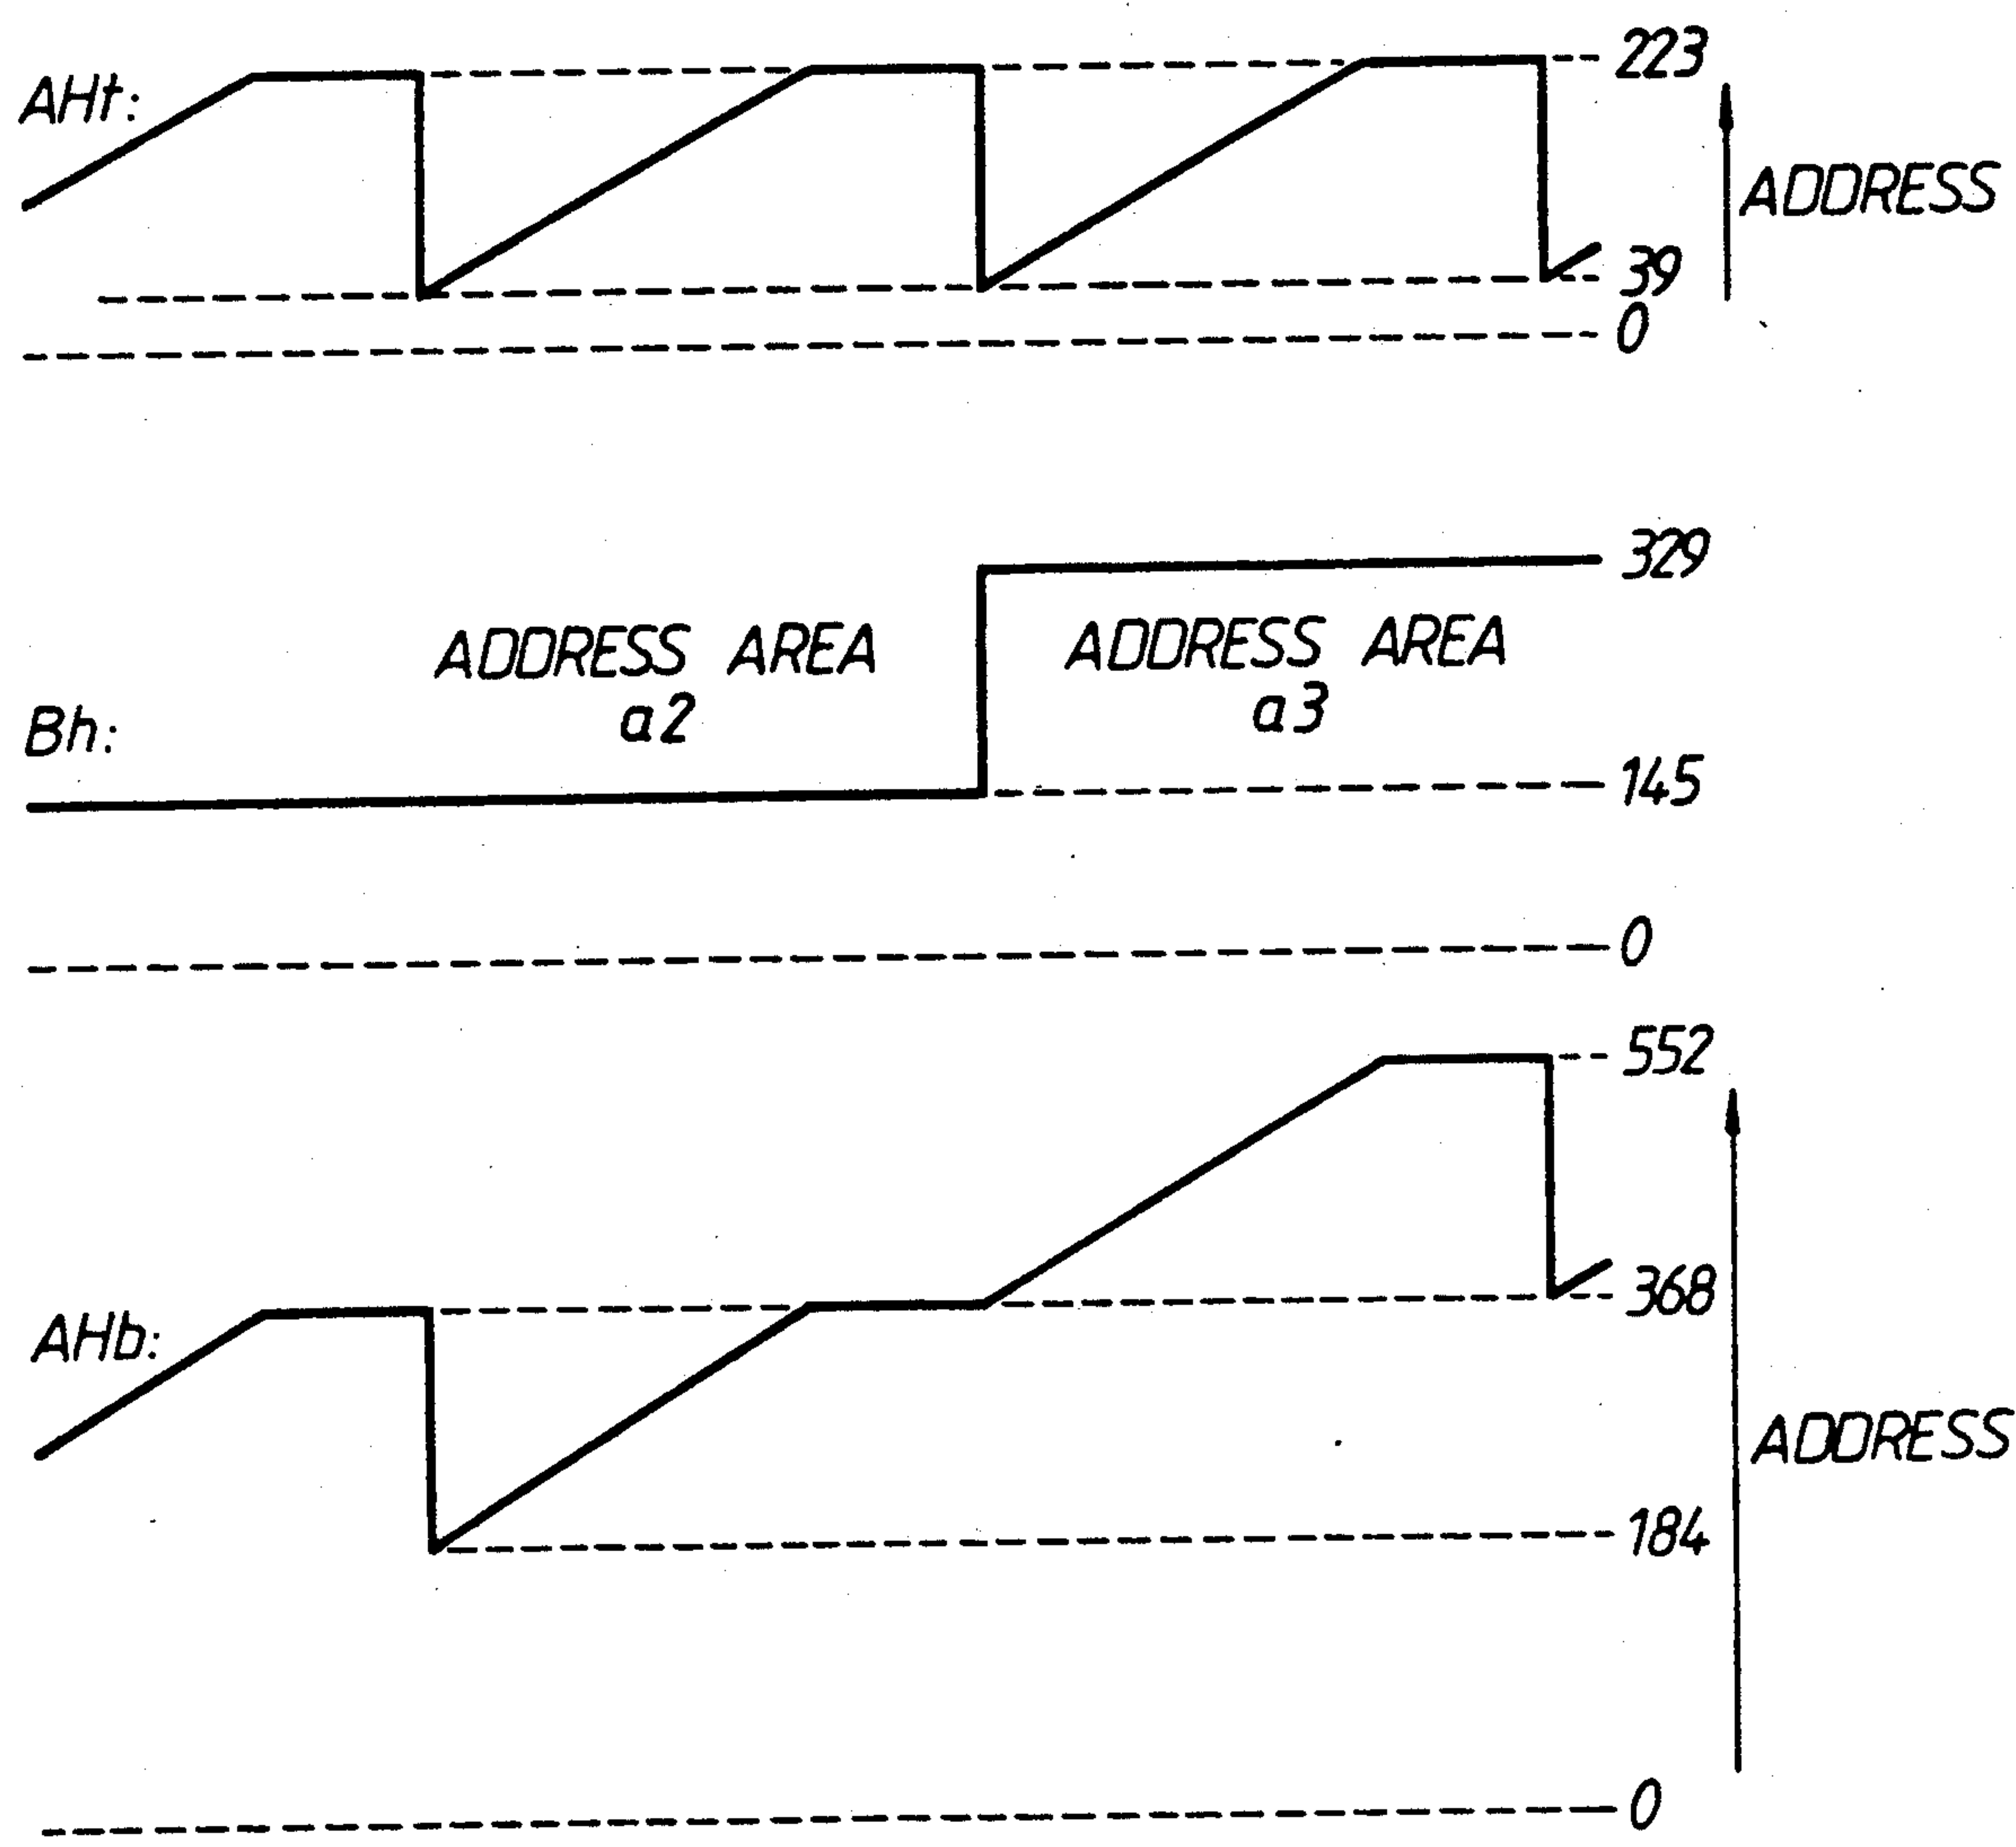 AHt:
223
ADDRESS
39
0
329
ADDRESS AREA
a2
ADDRESS AREA
a3
Bh:
145
0
552
368
AHb:
ADDRESS
184
0